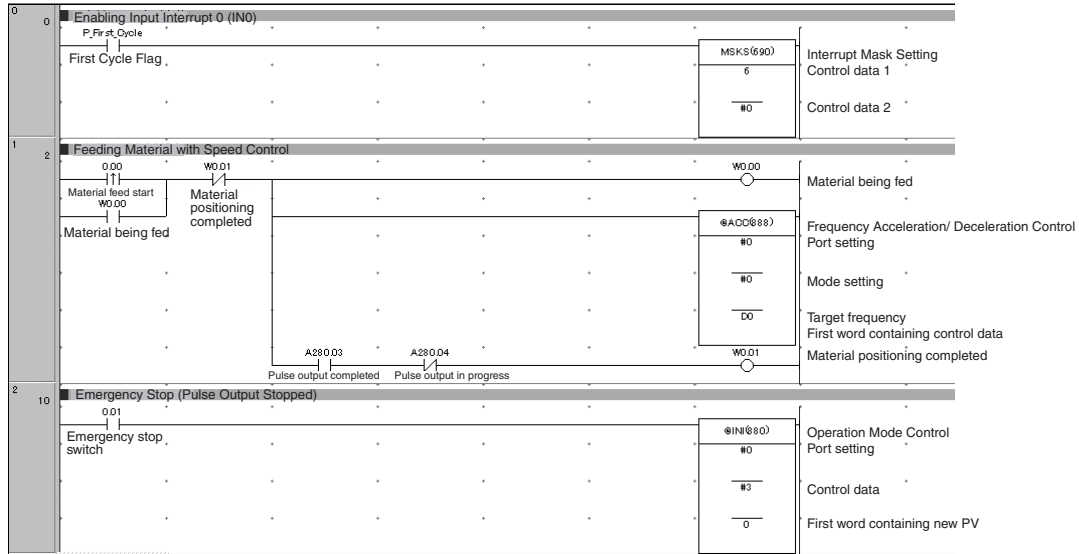 0
0
Enabling Input Interrupt 0 (IN0)
P_First_Cycle
First Cycle Flag
MSKS(690)
Interrupt Mask Setting
6
Control data 1
#0
Control data 2
1
2
Feeding Material with Speed Control
0.00
W0.01
W0.00
Material feed start
Material positioning completed
Material being fed
W0.00
Material being fed
@ACC(888)
Frequency Acceleration/ Deceleration Control
#0
Port setting
#0
Mode setting
D0
Target frequency
First word containing control data
A280.03
A280.04
W0.01
Material positioning completed
Pulse output completed
Pulse output in progress
2
10
Emergency Stop (Pulse Output Stopped)
0.01
Emergency stop
switch
@INI(880)
Operation Mode Control
#0
Port setting
#3
Control data
0
First word containing new PV